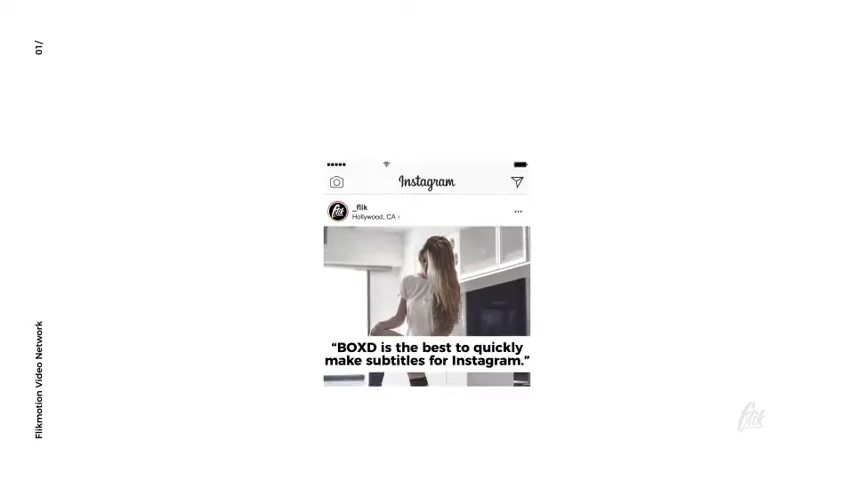 01/
Instagram
flik
_flik
Hollywood, CA >
“BOXD is the best to quickly
make subtitles for Instagram.”
Flikmotion Video Network
flik